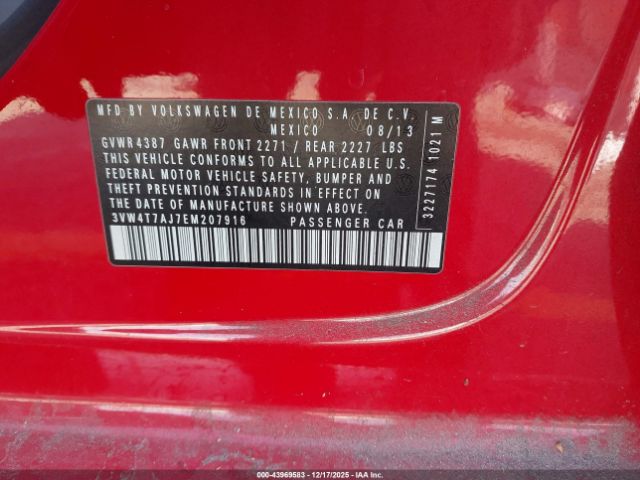 MFD BY VOLKSWAGEN DE MEXICO S.A. DE C.V.
MEXICO 08/13
GVWR 4387 GAWR FRONT 2271 / REAR 2227 LBS
THIS VEHICLE CONFORMS TO ALL APPLICABLE U.S.
FEDERAL MOTOR VEHICLE SAFETY, BUMPER AND
THEFT PREVENTION STANDARDS IN EFFECT ON
THE DATE OF MANUFACTURE SHOWN ABOVE.
3VW4T7AJ7EM207916 PASSENGER CAR
3227174 1021 M
000-43969583 - 12/17/2025 - IAAI.COM